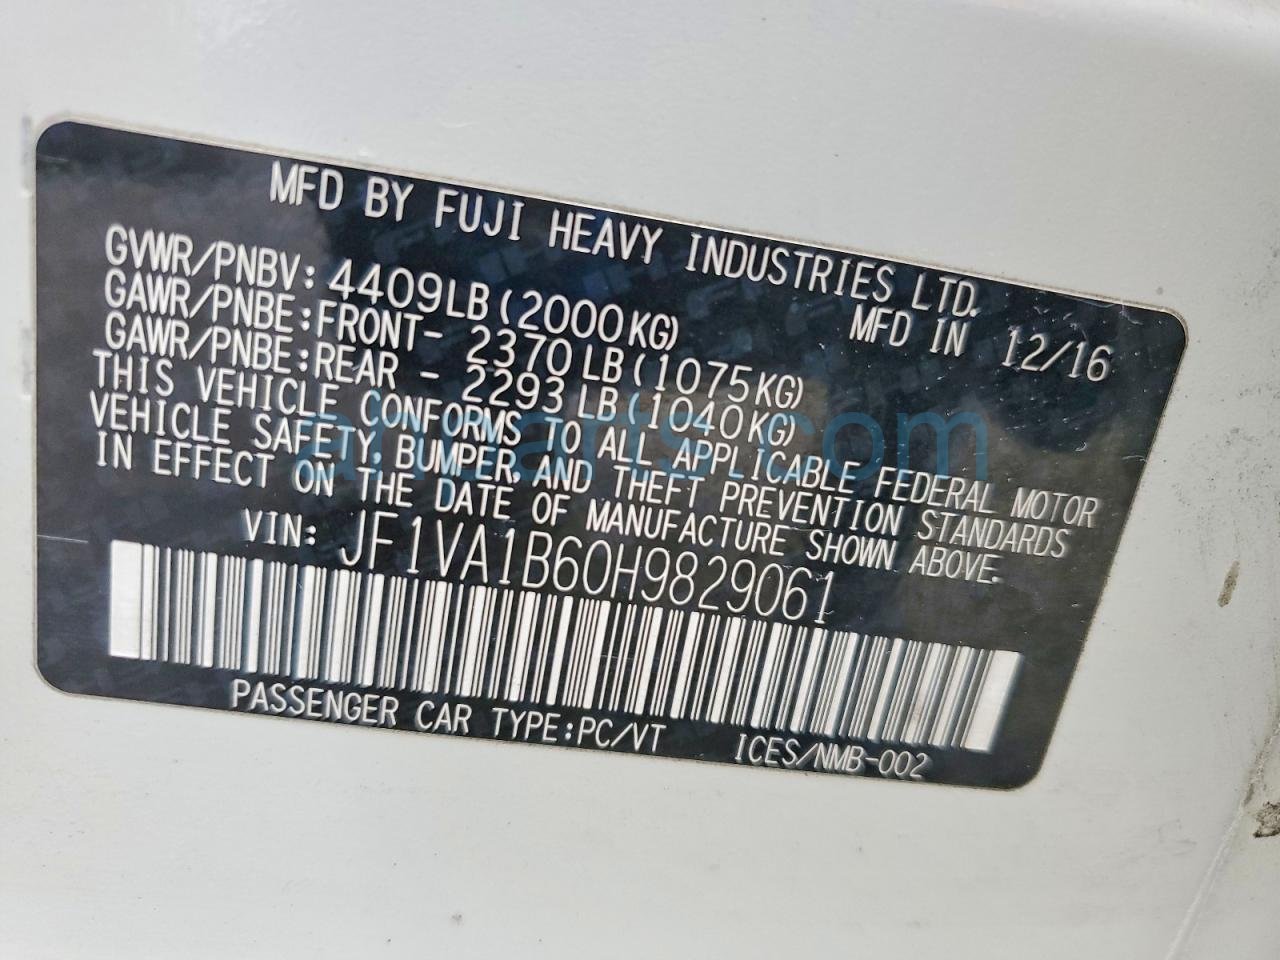 MFD BY FUJI HEAVY INDUSTRIES LTD.
GVWR/PNBV: 4409LB (2000KG) MFD IN 12/16
GAWR/PNBE:FRONT- 2370LB (1075KG)
GAWR/PNBE:REAR - 2293LB (1040KG)
THIS VEHICLE CONFORMS TO ALL APPLICABLE FEDERAL MOTOR
VEHICLE SAFETY, BUMPER, AND THEFT PREVENTION STANDARDS
IN EFFECT ON THE DATE OF MANUFACTURE SHOWN ABOVE.
VIN: JF1VA1B60H9829061
PASSENGER CAR TYPE:PC/VT ICES/NMB-002
ahparts.com